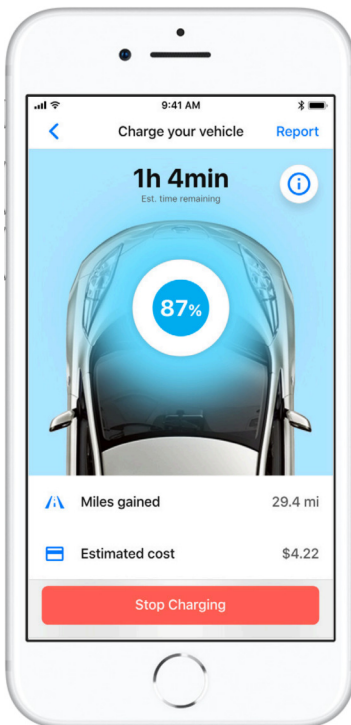 9:41 AM
Charge your vehicle Report
1h 4min
Est. time remaining
87%
Miles gained 29.4 mi
Estimated cost $4.22
Stop Charging